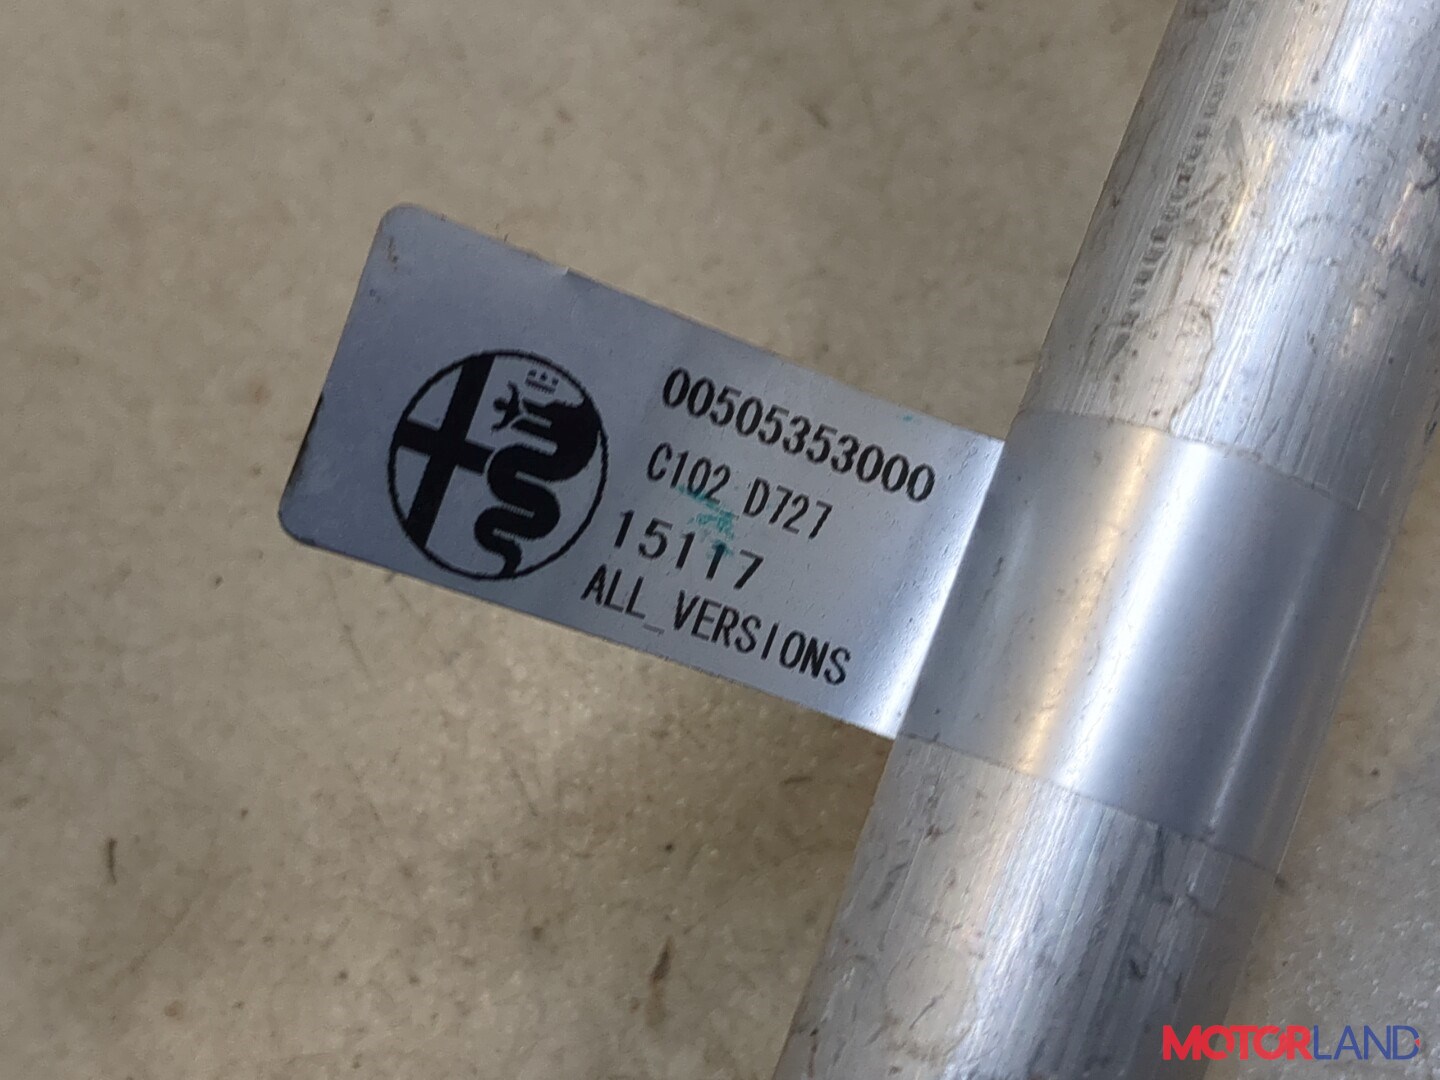 00505353000
C102 D727
15117
ALL_VERSIONS
MOTORLAND